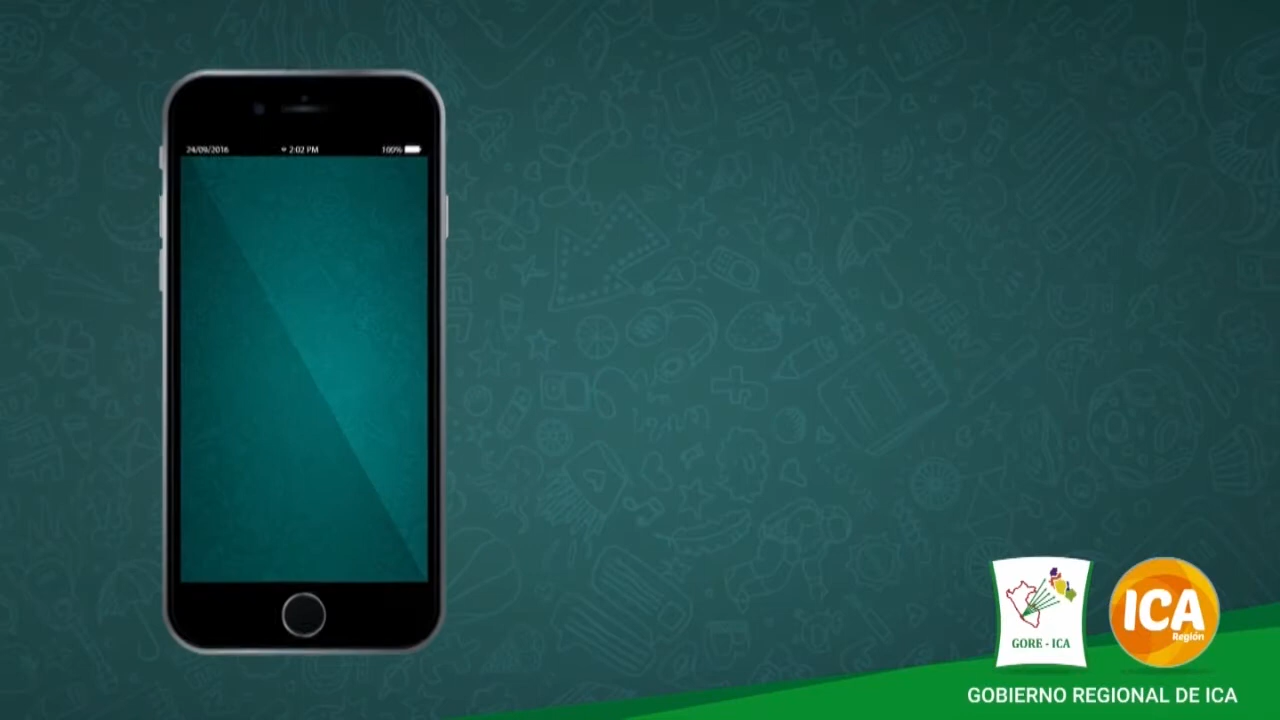 24/09/2016
2:02 PM
100%
GORE - ICA
ICA
Región
GOBIERNO REGIONAL DE ICA